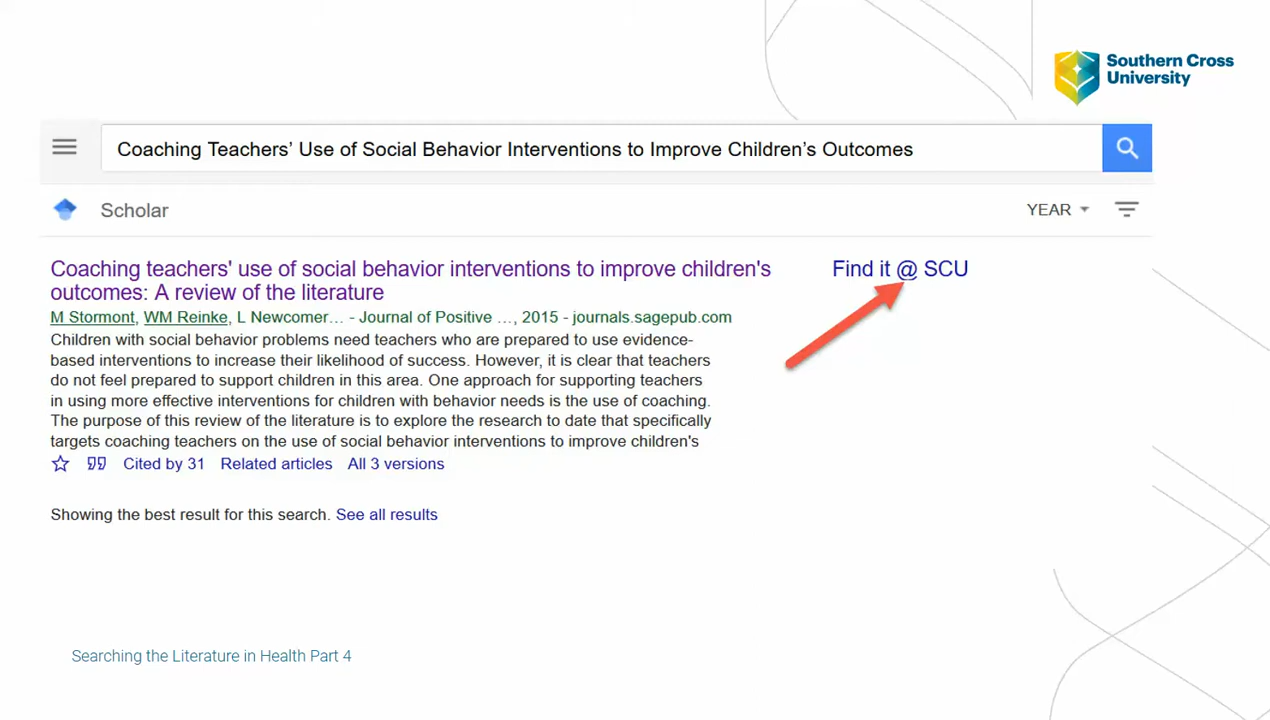 Southern Cross
University
Coaching Teachers’ Use of Social Behavior Interventions to Improve Children’s Outcomes
Scholar
YEAR
Coaching teachers' use of social behavior interventions to improve children's
outcomes: A review of the literature
Find it @ SCU
M Stormont, WM Reinke, L Newcomer… - Journal of Positive …, 2015 - journals.sagepub.com
Children with social behavior problems need teachers who are prepared to use evidence-
based interventions to increase their likelihood of success. However, it is clear that teachers
do not feel prepared to support children in this area. One approach for supporting teachers
in using more effective interventions for children with behavior needs is the use of coaching.
The purpose of this review of the literature is to explore the research to date that specifically
targets coaching teachers on the use of social behavior interventions to improve children's
Cited by 31 Related articles All 3 versions
Showing the best result for this search. See all results
Searching the Literature in Health Part 4